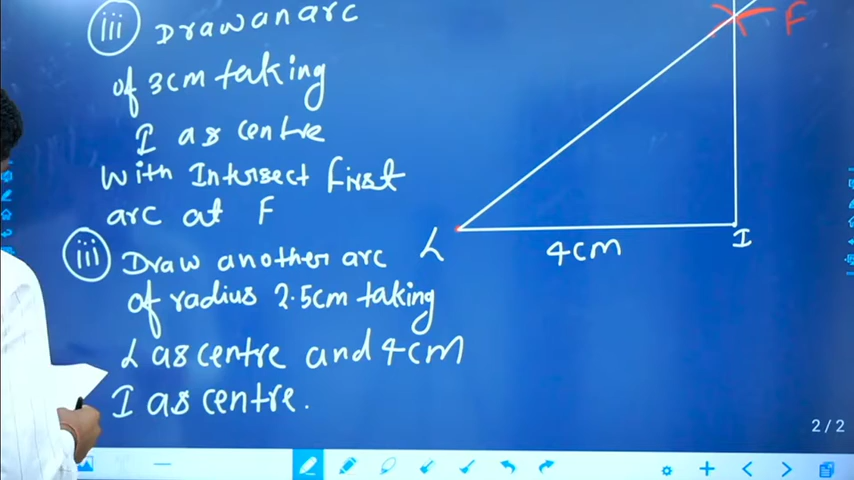 iii Draw an arc
of 3cm taking
I as centre
with Intersect first
arc at F
iii Draw another arc
of radius 2.5cm taking
L as centre and 4cm
I as centre.
F
L
4cm
I
2/2